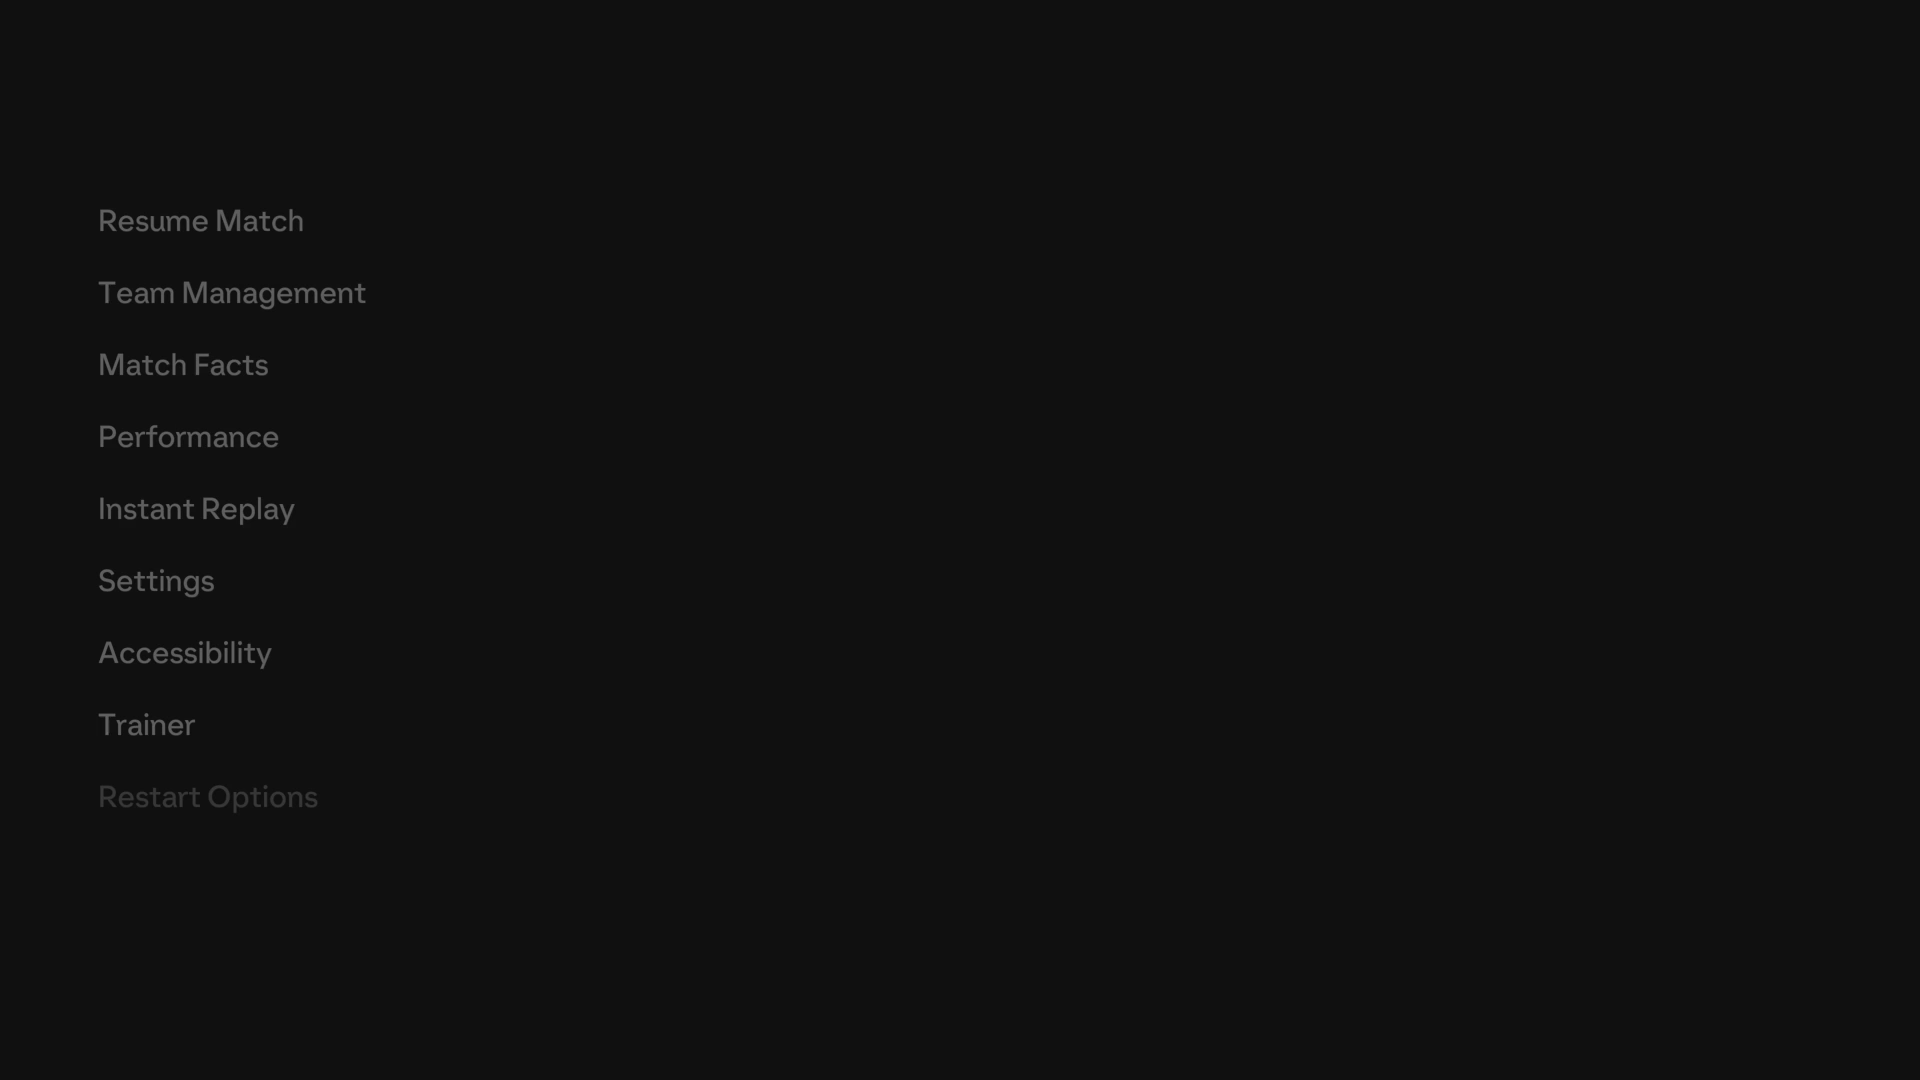 Resume Match
Team Management
Match Facts
Performance
Instant Replay
Settings
Accessibility
Trainer
Restart Options